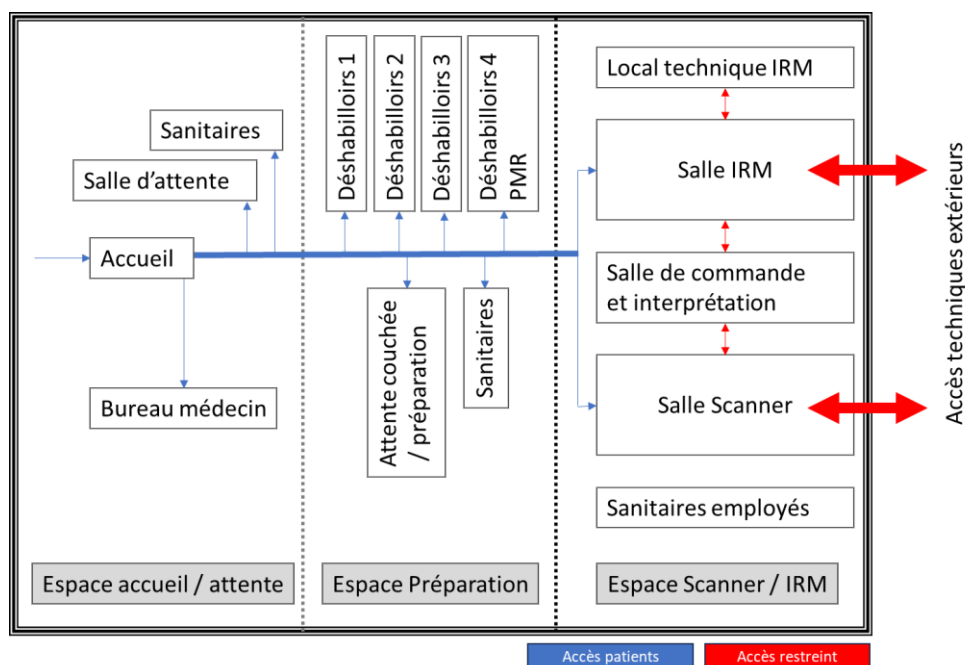 Sanitaires
Salle d'attente
Accueil
Bureau médecin
Espace accueil / attente
Déshabilloirs 1
Déshabilloirs 2
Déshabilloirs 3
Déshabilloirs 4
PMR
Attente couchée
/ préparation
Sanitaires
Espace Préparation
Local technique IRM
Salle IRM
Salle de commande
et interprétation
Salle Scanner
Sanitaires employés
Espace Scanner / IRM
Accès techniques extérieurs
Accès patients
Accès restreint